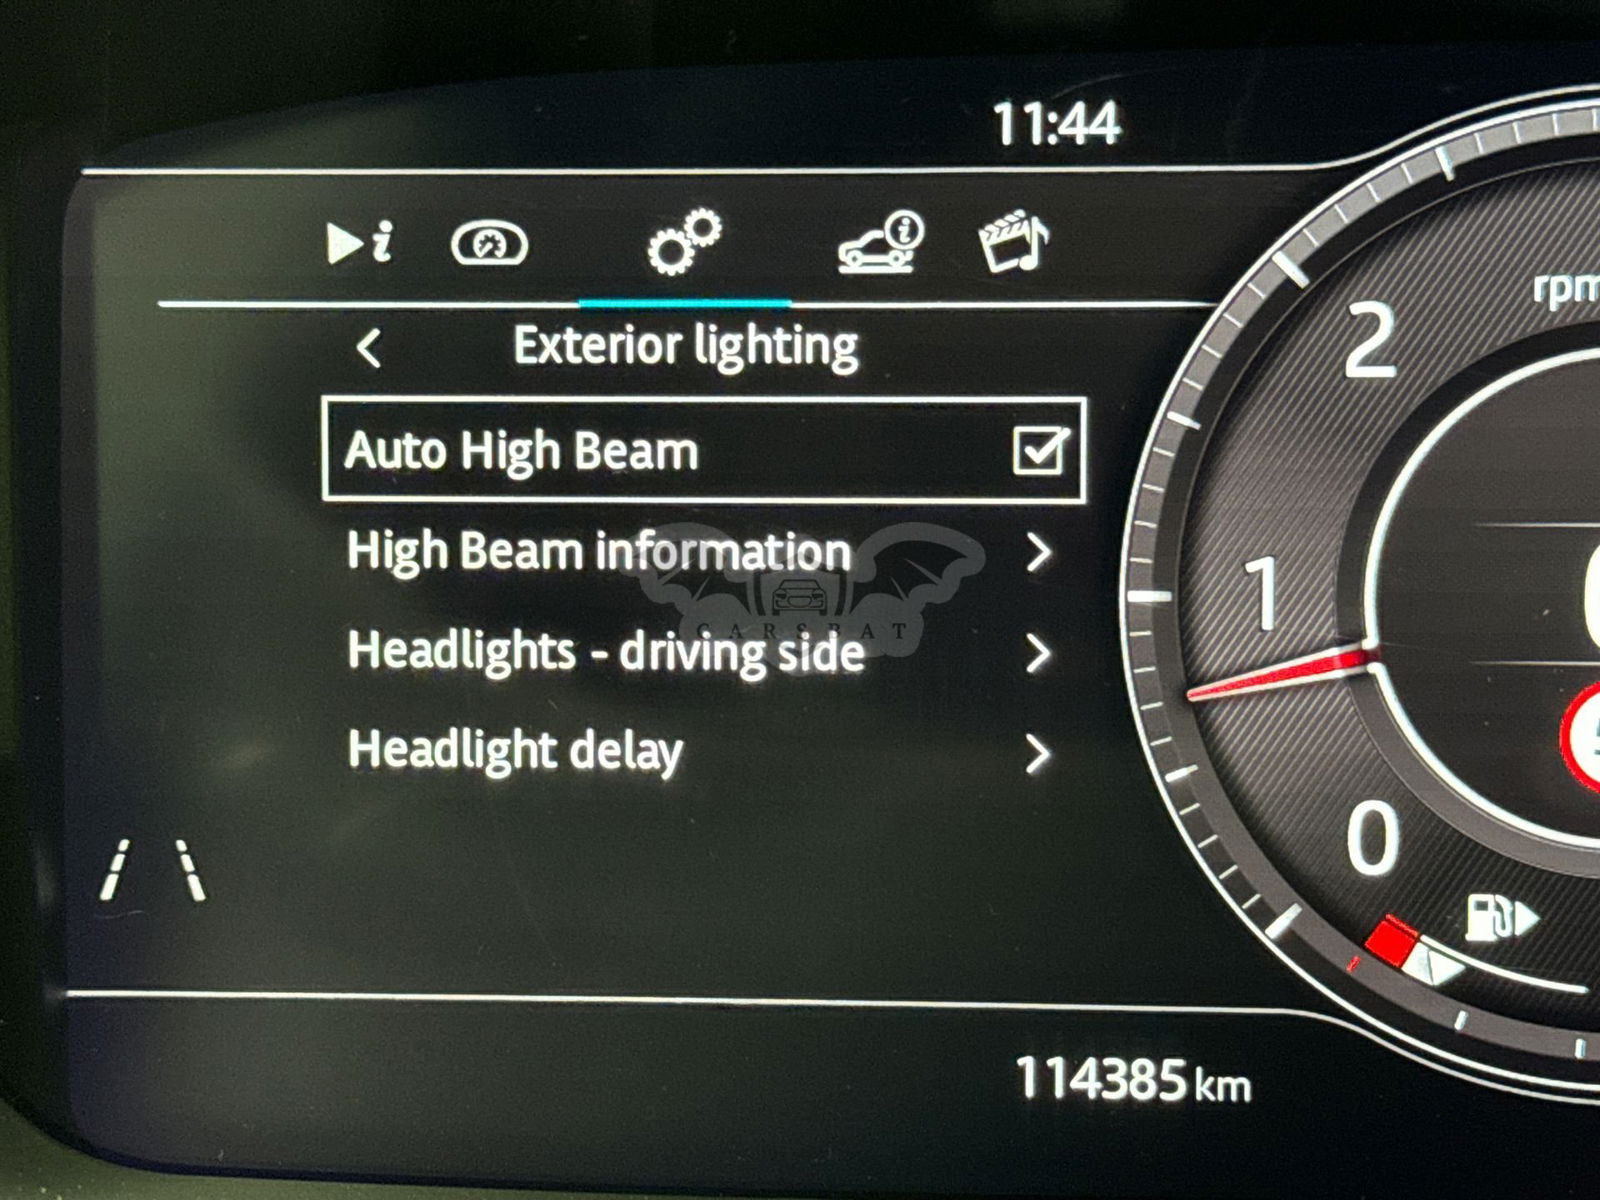 11:44
i
i
Exterior lighting
Auto High Beam
High Beam information
Headlights - driving side
Headlight delay
CARSBAT
rpm
2
1
0
114385 km